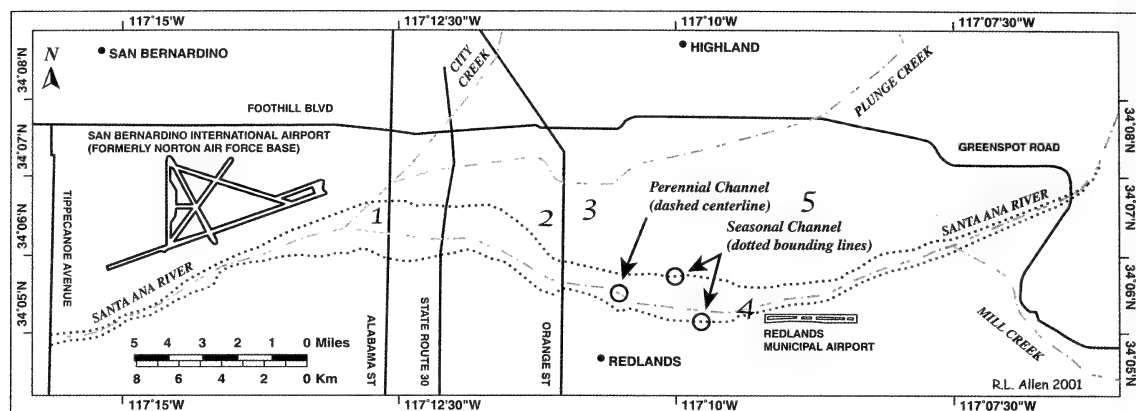 117°15'W
117°12'30"W
117°10'W
117°07'30"W
34°08'N
34°07'N
34°06'N
34°05'N
34°08'N
34°07'N
34°06'N
34°05'N
N
SAN BERNARDINO
HIGHLAND
CITY
CREEK
PLUNGE CREEK
FOOTHILL BLVD
SAN BERNARDINO INTERNATIONAL AIRPORT
(FORMERLY NORTON AIR FORCE BASE)
GREENSPOT ROAD
TIPPECANOE AVENUE
Perennial Channel
(dashed centerline)
Seasonal Channel
(dotted bounding lines)
1
2
3
4
5
SANTA ANA RIVER
SANTA ANA RIVER
MILL CREEK
ALABAMA ST
STATE ROUTE 30
ORANGE ST
REDLANDS
REDLANDS
MUNICIPAL AIRPORT
5 4 3 2 1 0 Miles
8 6 4 2 0 Km
R.L. Allen 2001
117°15'W
117°12'30"W
117°10'W
117°07'30"W